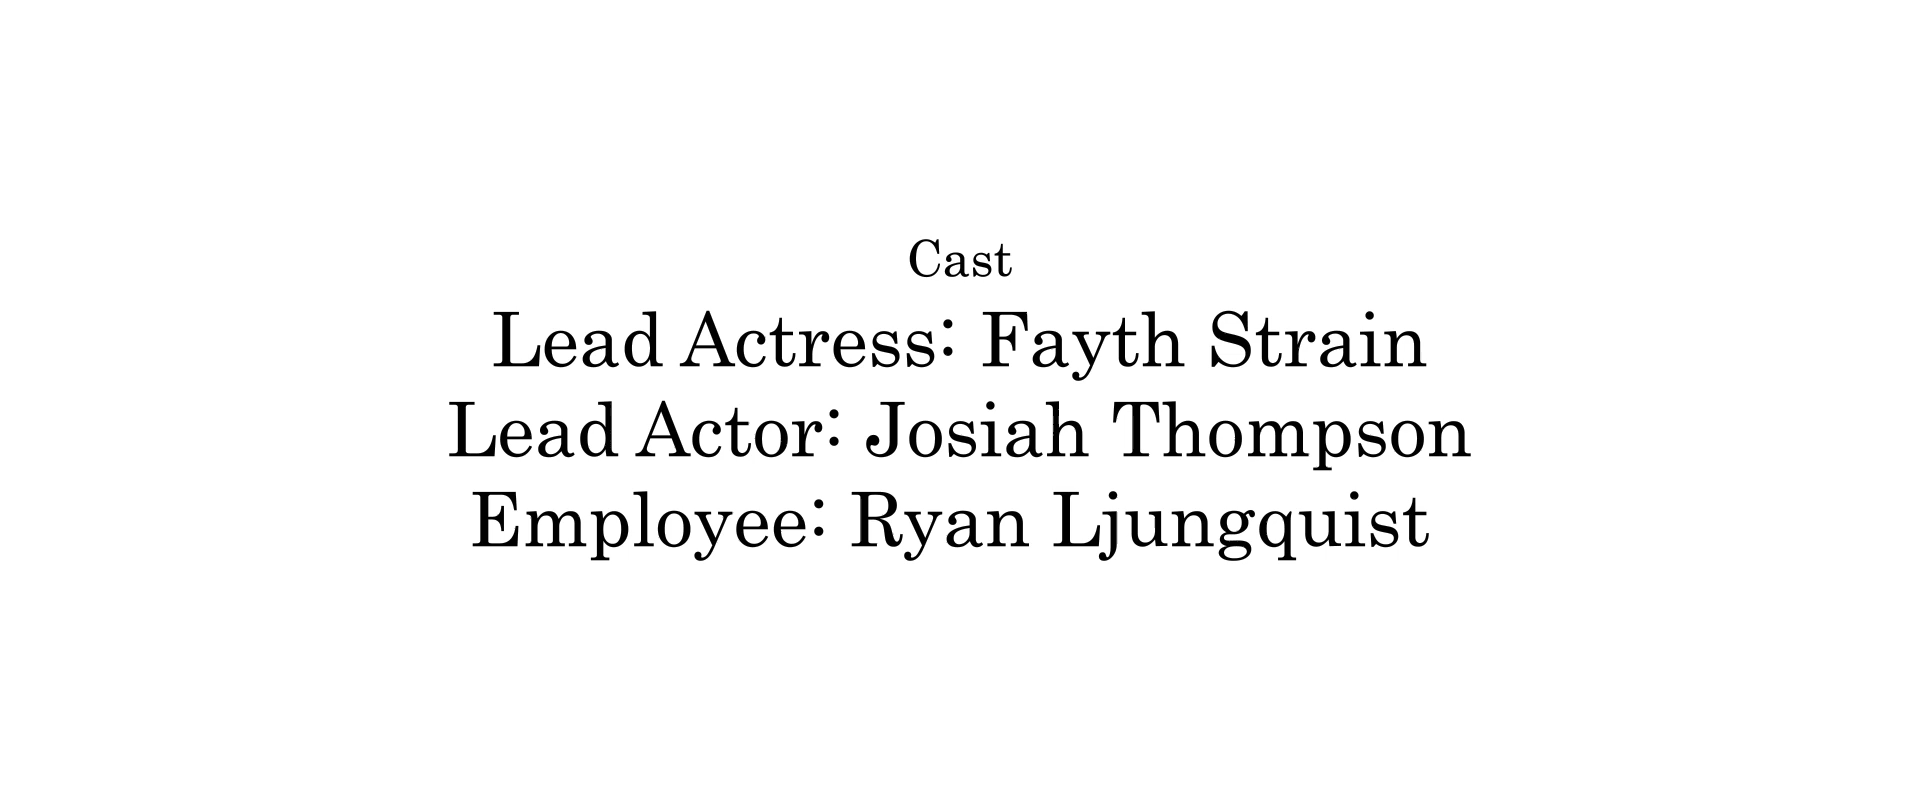 Cast
Lead Actress: Fayth Strain
Lead Actor: Josiah Thompson
Employee: Ryan Ljungquist